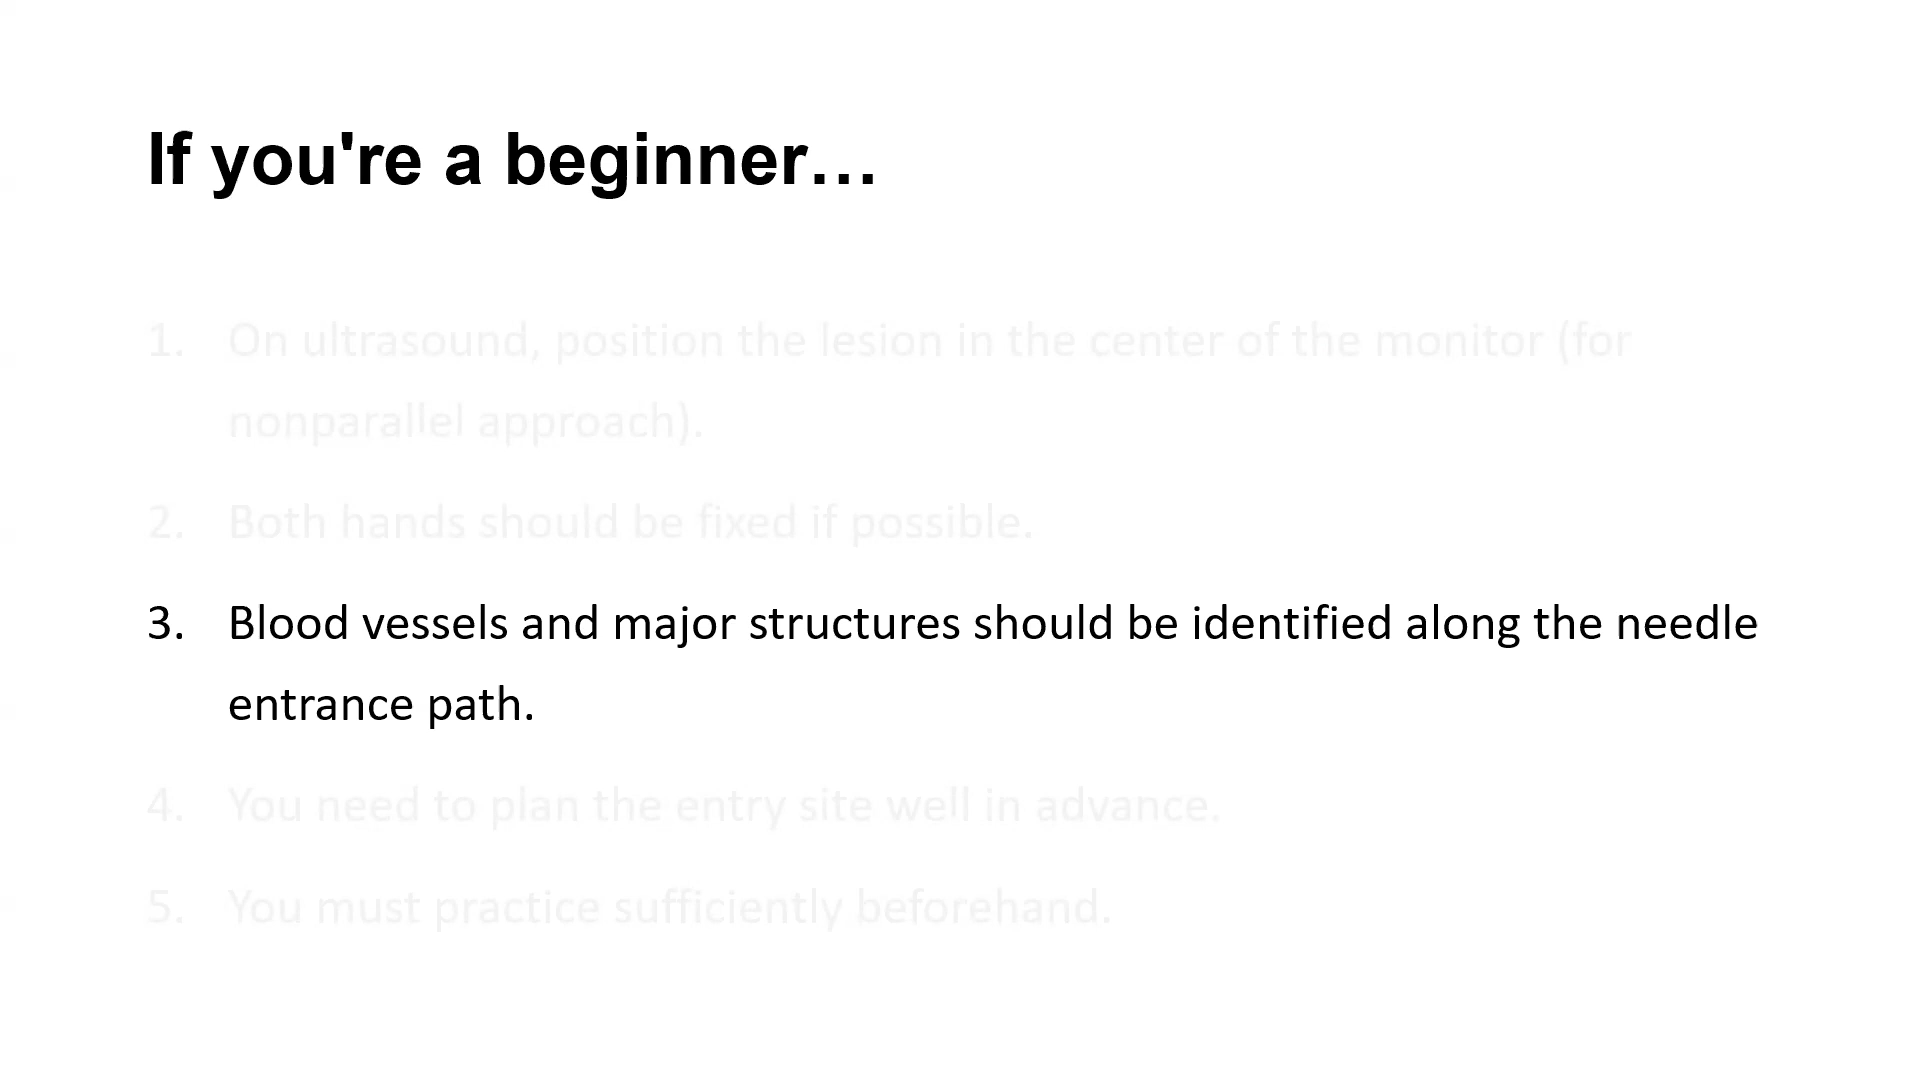 If you're a beginner…
1. On ultrasound, position the lesion in the center of the monitor (for
nonparallel approach).
2. Both hands should be fixed if possible.
3. Blood vessels and major structures should be identified along the needle
entrance path.
4. You need to plan the entry site well in advance.
5. You must practice sufficiently beforehand.